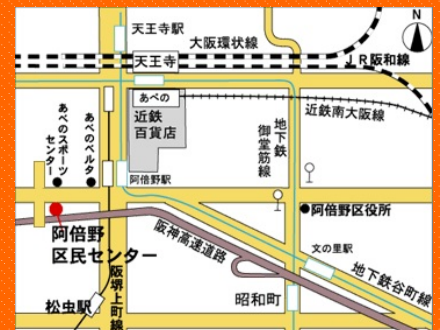 N
天王寺駅
大阪環状線
天王寺
ＪＲ阪和線
あべの
近鉄
百貨店
近鉄南大阪線
地下鉄
御堂筋線
あべのベルタ
あべのスポーツ
センター
阿倍野駅
阿倍野区役所
阿倍野
区民センター
阪神高速道路
文の里駅
地下鉄谷町線
昭和町
松虫駅
阪堺上町線